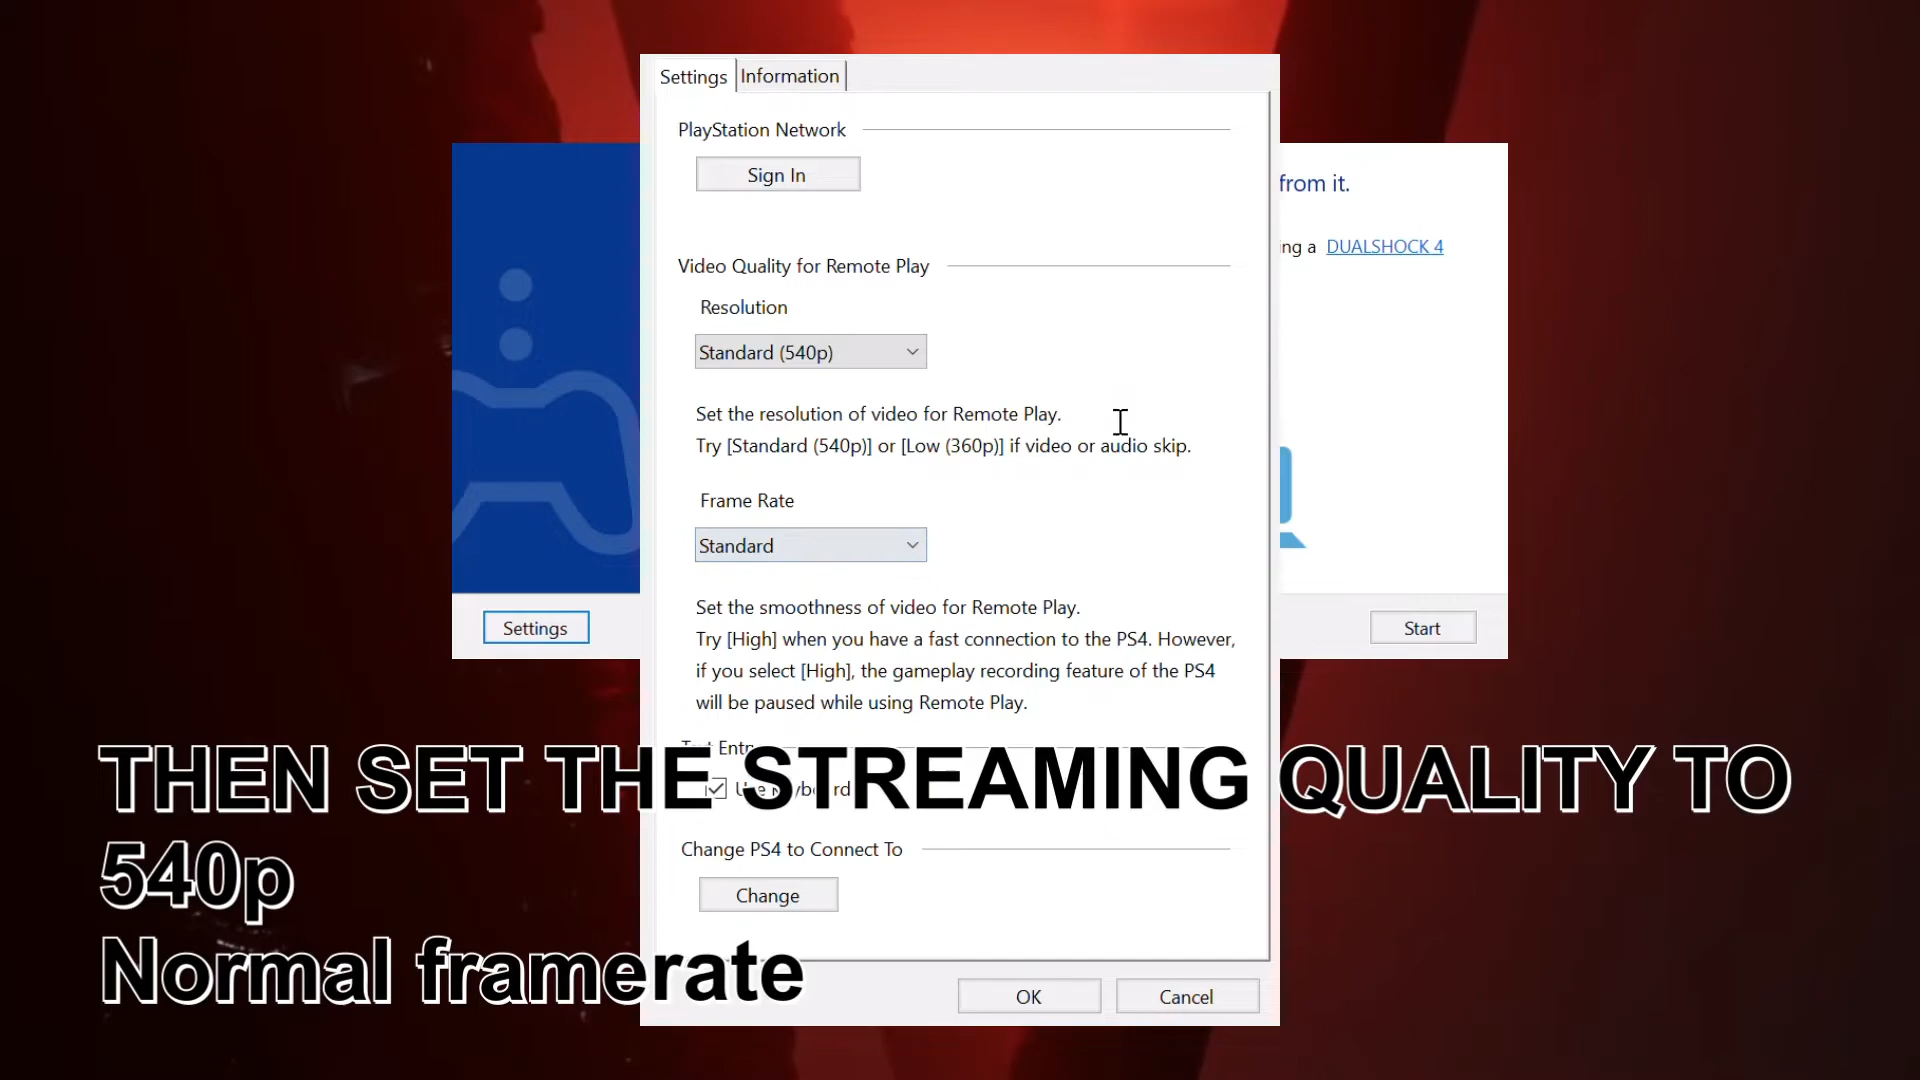 Settings
Information
PlayStation Network
Sign In
from it.
ing a DUALSHOCK 4
Video Quality for Remote Play
Resolution
Standard (540p)
Set the resolution of video for Remote Play.
Try [Standard (540p)] or [Low (360p)] if video or audio skip.
Frame Rate
Standard
Set the smoothness of video for Remote Play.
Try [High] when you have a fast connection to the PS4. However,
if you select [High], the gameplay recording feature of the PS4
will be paused while using Remote Play.
Settings
Start
THEN SET THE STREAMING QUALITY TO
540p
Normal framerate
Change PS4 to Connect To
Change
OK
Cancel